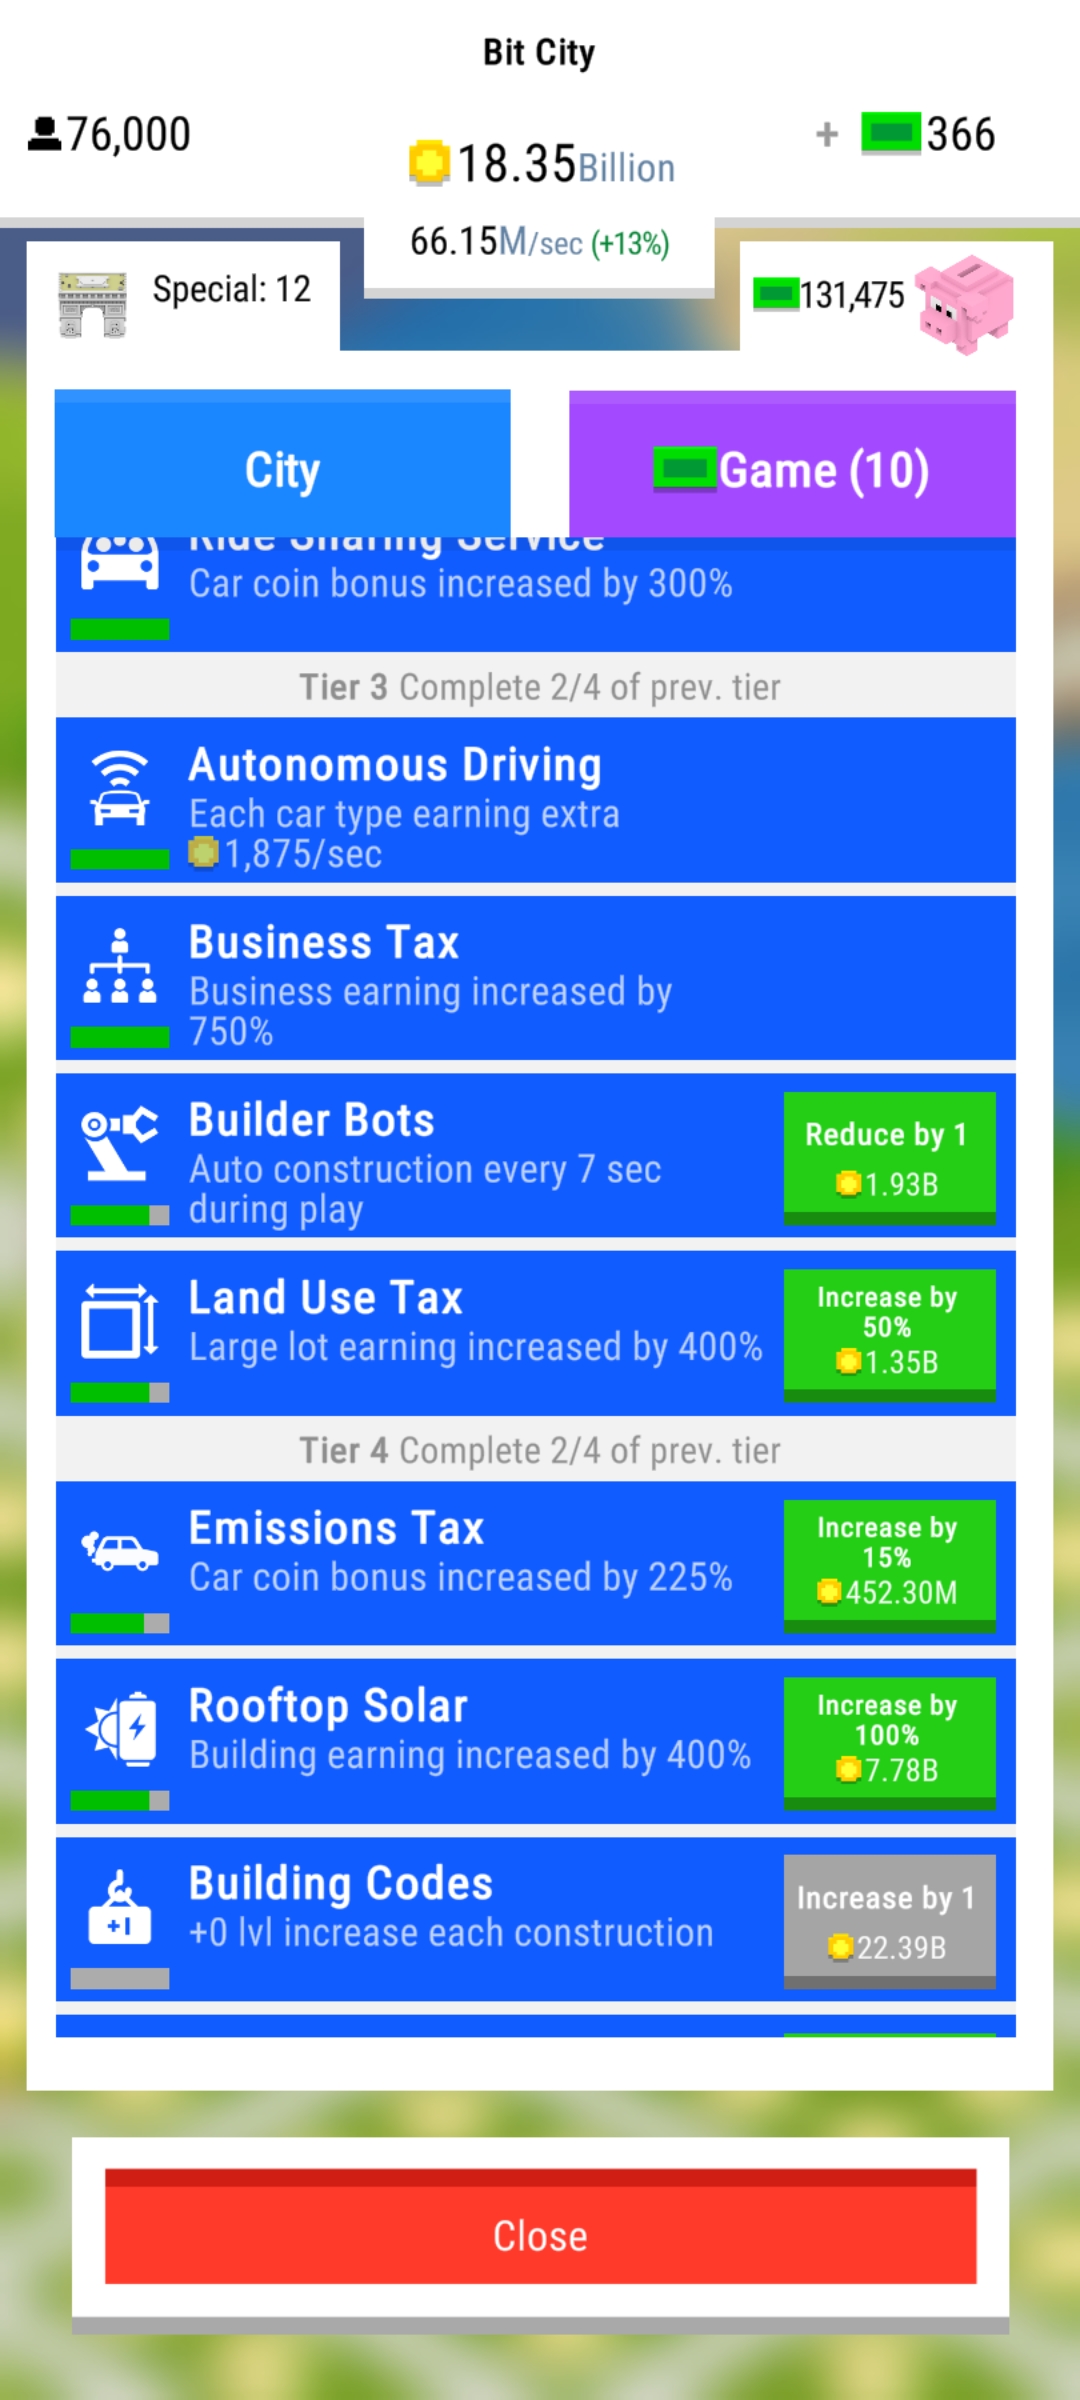 Bit City
76,000
18.35Billion
+ 366
66.15M/sec (+13%)
Special: 12
131,475
City
Game (10)
Ride Sharing Service
Car coin bonus increased by 300%
Tier 3 Complete 2/4 of prev. tier
Autonomous Driving
Each car type earning extra
1,875/sec
Business Tax
Business earning increased by
750%
Builder Bots
Auto construction every 7 sec
during play
Reduce by 1
1.93B
Land Use Tax
Large lot earning increased by 400%
Increase by
50%
1.35B
Tier 4 Complete 2/4 of prev. tier
Emissions Tax
Car coin bonus increased by 225%
Increase by
15%
452.30M
Rooftop Solar
Building earning increased by 400%
Increase by
100%
7.78B
Building Codes
+0 lvl increase each construction
+1
Increase by 1
22.39B
Close